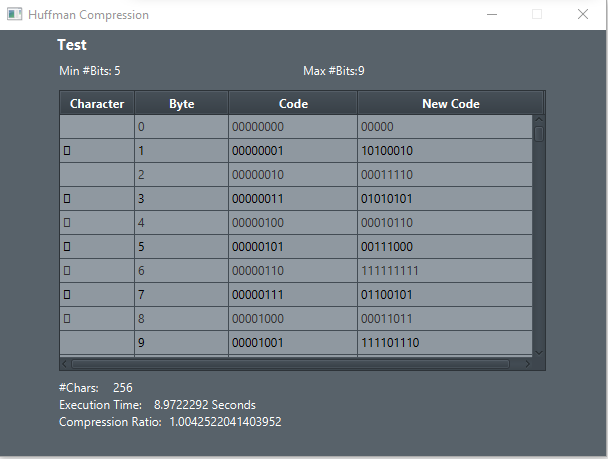 Huffman Compression
Test
Min #Bits: 5 Max #Bits:9
Character Byte Code New Code
0 00000000 00000
1 00000001 10100010
2 00000010 00011110
3 00000011 01010101
4 00000100 00010110
5 00000101 00111000
6 00000110 111111111
7 00000111 01100101
8 00001000 00011011
9 00001001 111101110
#Chars: 256
Execution Time: 8.9722292 Seconds
Compression Ratio: 1.0042522041403952